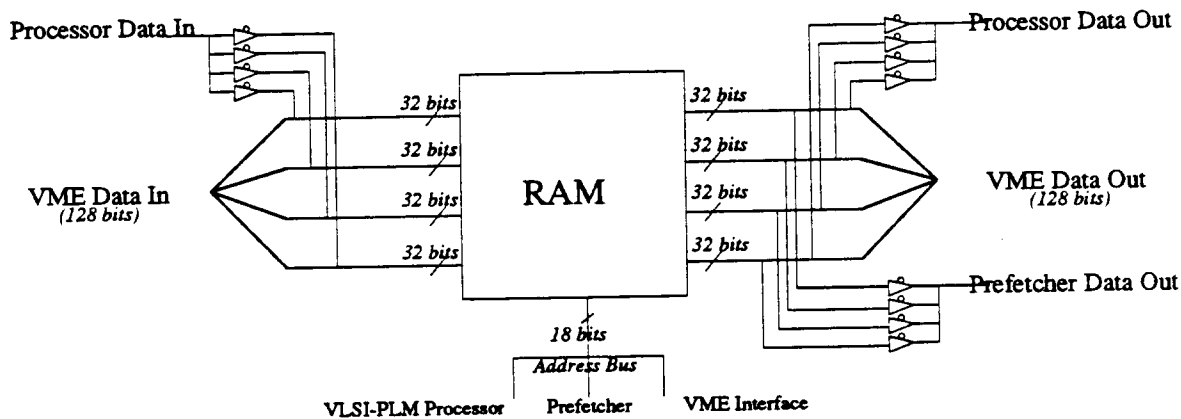 Processor Data In
Processor Data Out
32 bits
32 bits
32 bits
32 bits
VME Data In
(128 bits)
RAM
VME Data Out
(128 bits)
32 bits
32 bits
32 bits
32 bits
Prefetcher Data Out
18 bits
Address Bus
VLSI-PLM Processor
Prefetcher
VME Interface